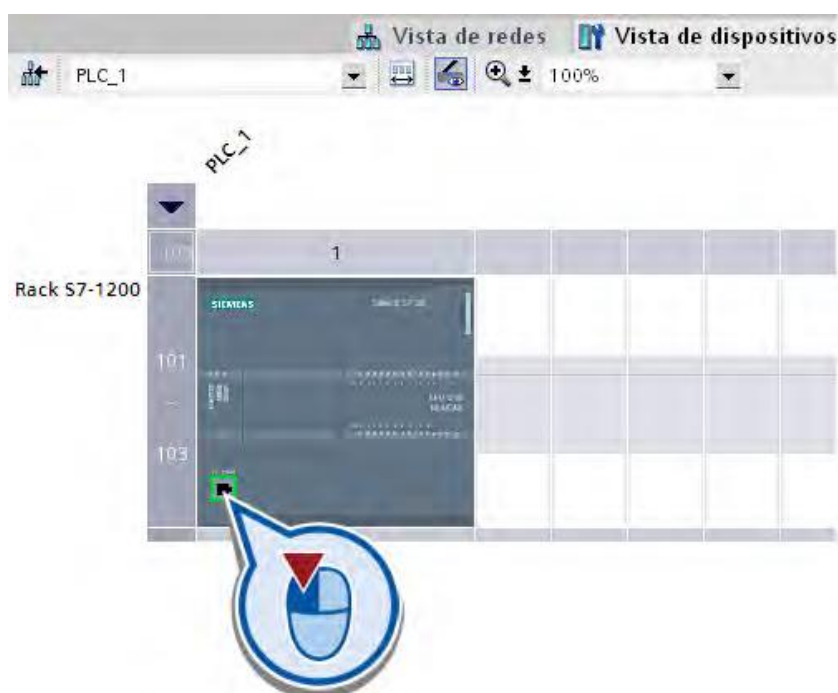 Vista de redes
Vista de dispositivos
PLC_1
100%
PLC_1
1
Rack S7-1200
SIEMENS
101
103